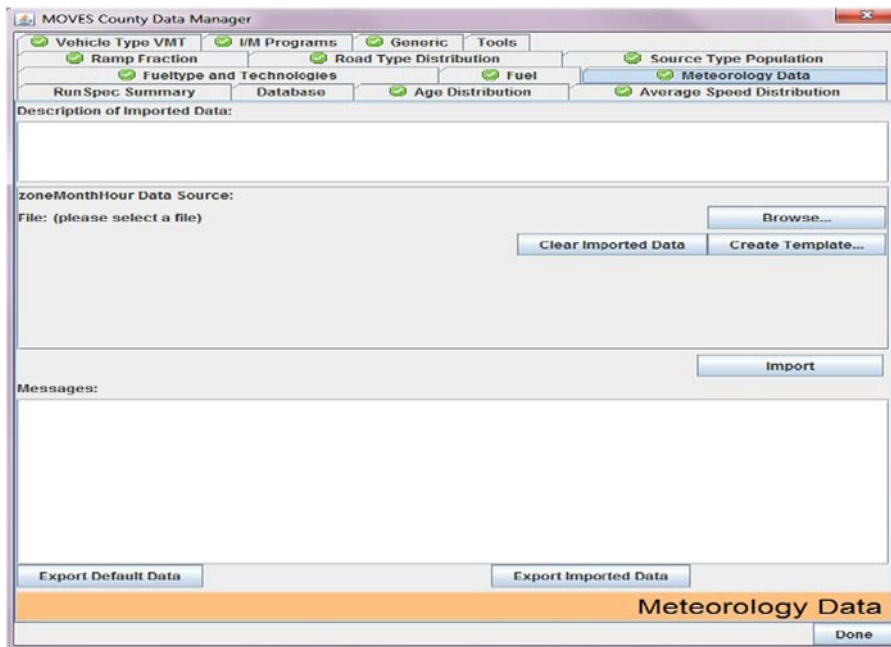 MOVES County Data Manager
Vehicle Type VMT I/M Programs Generic Tools
Ramp Fraction Road Type Distribution Source Type Population
Fueltype and Technologies Fuel Meteorology Data
RunSpec Summary Database Age Distribution Average Speed Distribution
Description of Imported Data:
zoneMonthHour Data Source:
File: (please select a file) Browse...
Clear Imported Data Create Template...
Import
Messages:
Export Default Data Export Imported Data
Meteorology Data
Done